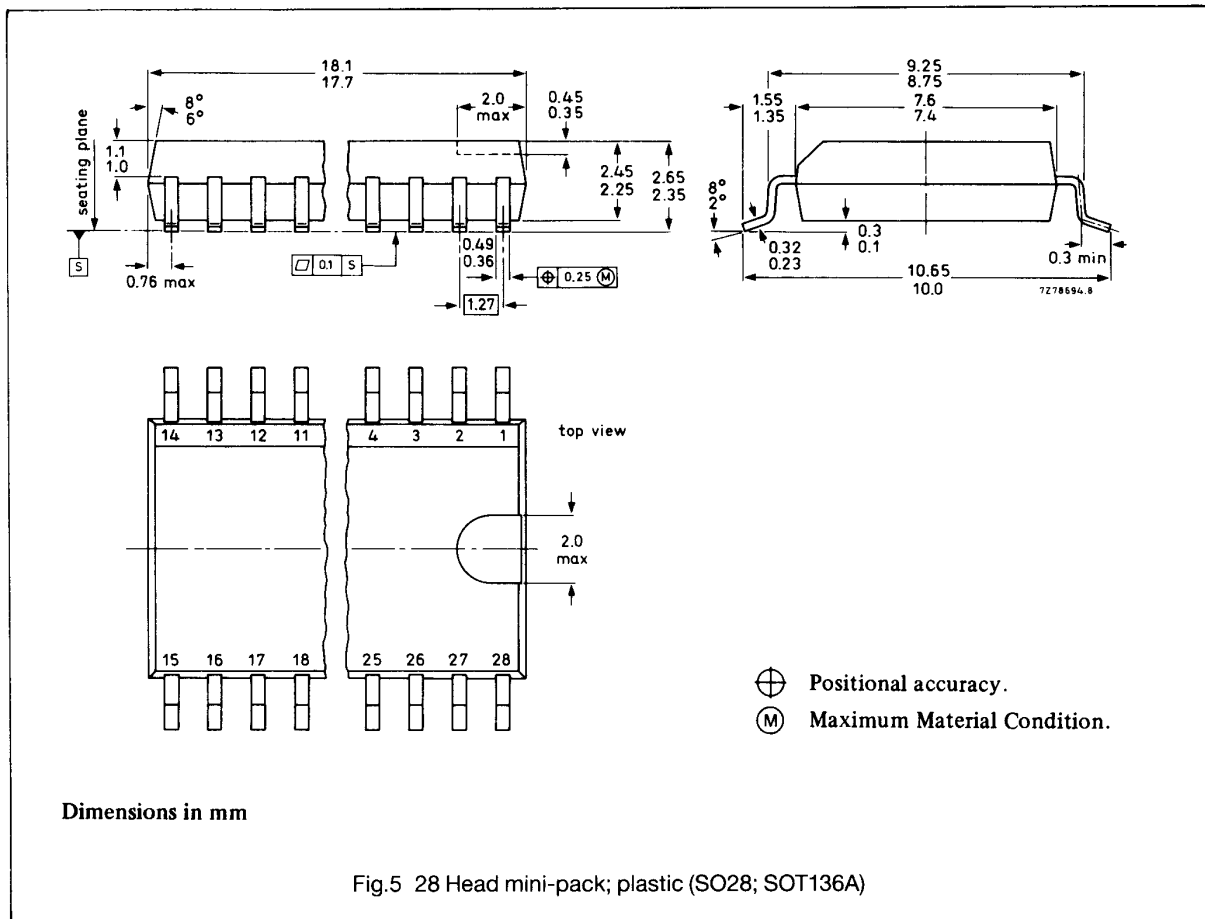 18.1
17.7
8°
6°
2.0
max
0.45
0.35
seating plane
1.1
1.0
2.45
2.25
2.65
2.35
S
0.76 max
0.1 S
0.49
0.36
0.25 M
1.27
9.25
8.75
1.55
1.35
7.6
7.4
8°
2°
0.32
0.23
0.3
0.1
0.3 min
10.65
10.0
7Z78694.8
14 13 12 11 4 3 2 1
top view
2.0
max
15 16 17 18 25 26 27 28
Positional accuracy.
M Maximum Material Condition.
Dimensions in mm
Fig.5 28 Head mini-pack; plastic (SO28; SOT136A)